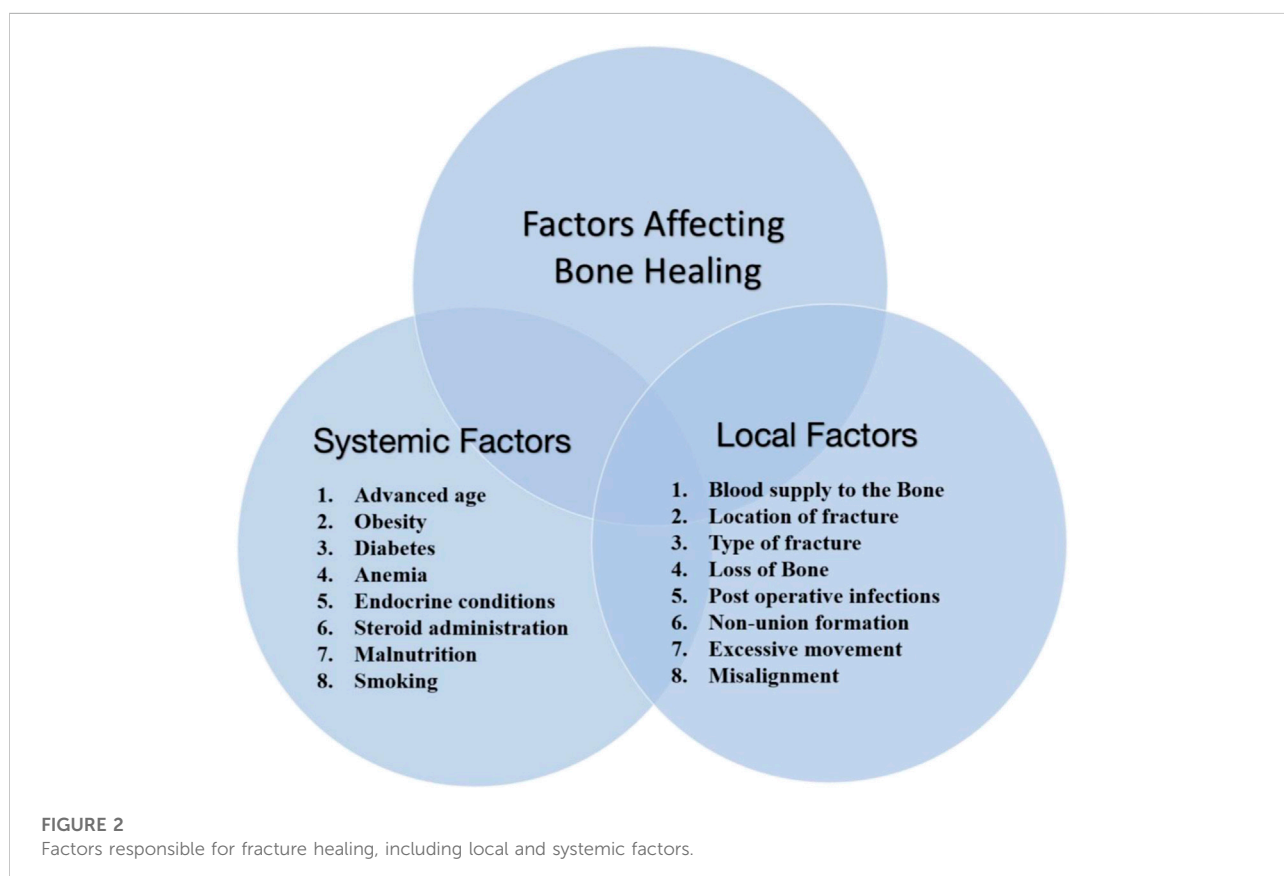 Factors Affecting
Bone Healing
Systemic Factors
1. Advanced age
2. Obesity
3. Diabetes
4. Anemia
5. Endocrine conditions
6. Steroid administration
7. Malnutrition
8. Smoking
Local Factors
1. Blood supply to the Bone
2. Location of fracture
3. Type of fracture
4. Loss of Bone
5. Post operative infections
6. Non-union formation
7. Excessive movement
8. Misalignment
FIGURE 2
Factors responsible for fracture healing, including local and systemic factors.